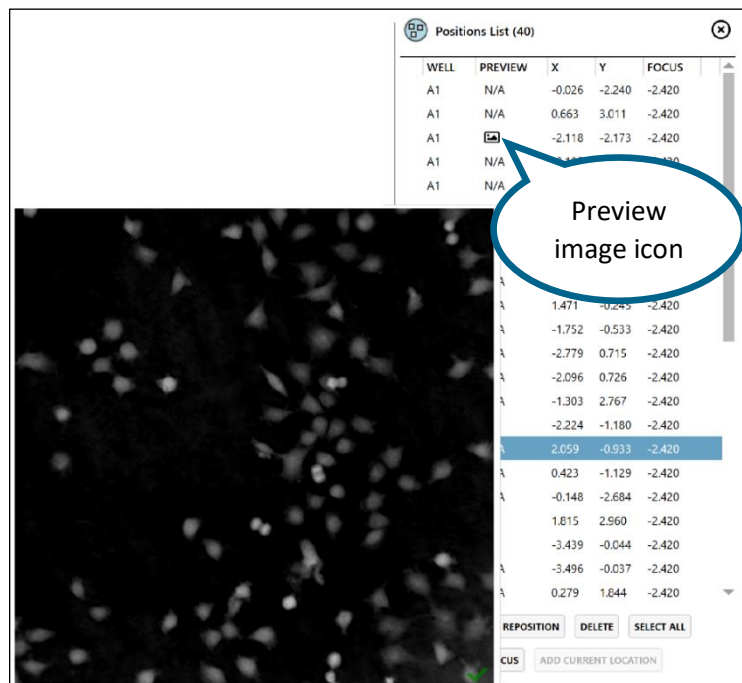 Positions List (40)
WELL PREVIEW X Y FOCUS
A1 N/A -0.026 -2.240 -2.420
A1 N/A 0.663 3.011 -2.420
A1 -2.118 -2.173 -2.420
A1 N/A
A1 N/A
Preview
image icon
A
A 1.471 -0.245 -2.420
A -1.752 -0.533 -2.420
A -2.779 0.715 -2.420
A -2.096 0.726 -2.420
A -1.303 2.767 -2.420
-2.224 -1.180 -2.420
A 2.059 -0.933 -2.420
A 0.423 -1.129 -2.420
A -0.148 -2.684 -2.420
1.815 2.960 -2.420
-3.439 -0.044 -2.420
A -3.496 -0.037 -2.420
A 0.279 1.844 -2.420
REPOSITION DELETE SELECT ALL
CUS ADD CURRENT LOCATION